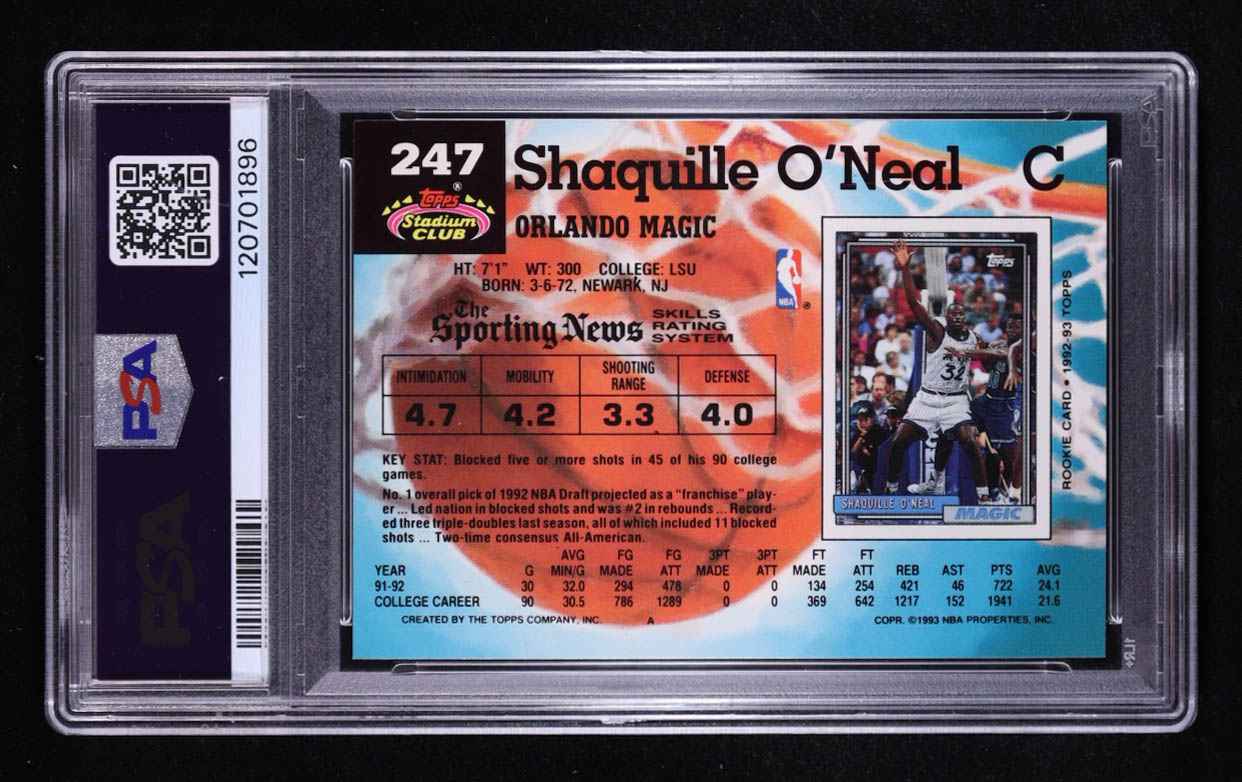 120701896
PSA
PSA
247
Topps®
Stadium
CLUB
Shaquille O'Neal C
ORLANDO MAGIC
HT: 7'1" WT: 300 COLLEGE: LSU
BORN: 3-6-72, NEWARK, NJ
NBA ®
The
Sporting News
SKILLS
RATING
SYSTEM
INTIMIDATION MOBILITY SHOOTING RANGE DEFENSE
4.7 4.2 3.3 4.0
KEY STAT: Blocked five or more shots in 45 of his 90 college
games.
No. 1 overall pick of 1992 NBA Draft projected as a "franchise" play-
er ... Led nation in blocked shots and was #2 in rebounds ... Record-
ed three triple-doubles last season, all of which included 11 blocked
shots ... Two-time consensus All-American.
Topps
32
SHAQUILLE O'NEAL
MAGIC
ROOKIE CARD • 1992-93 TOPPS
AVG FG FG 3PT 3PT FT FT
YEAR G MIN/G MADE ATT MADE ATT MADE ATT REB AST PTS AVG
91-92 30 32.0 294 478 0 0 134 254 421 46 722 24.1
COLLEGE CAREER 90 30.5 786 1289 0 0 369 642 1217 152 1941 21.6
CREATED BY THE TOPPS COMPANY, INC. A COPR. ©1993 NBA PROPERTIES, INC.